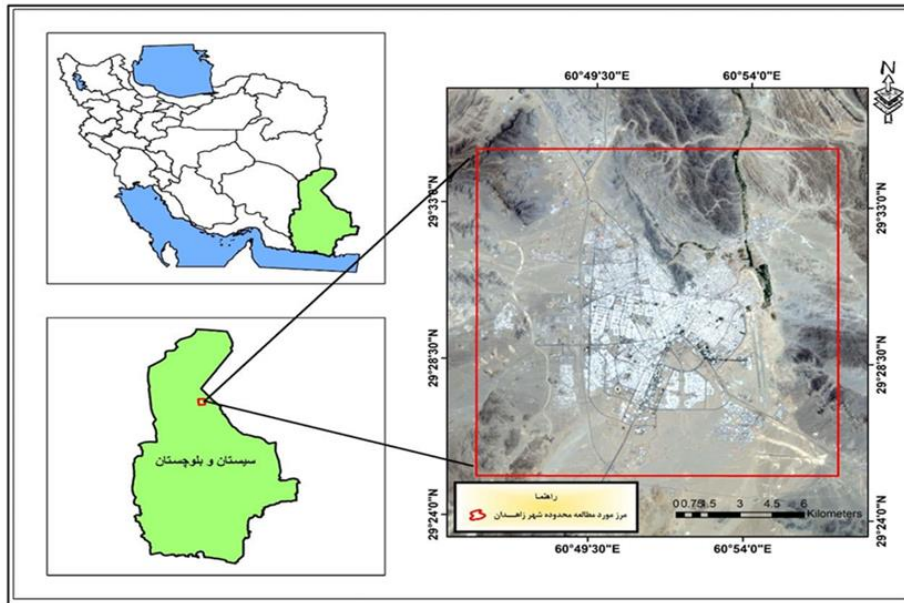 60°49'30"E 60°54'0"E
N
29°33'0"N 29°33'0"N
29°28'30"N 29°28'30"N
سیستان و بلوچستان
راهنما
مرز مورد مطالعه محدوده شهر زاهـــدان
0 0.75 1.5 3 4.5 6
Kilometers
29°24'0"N 29°24'0"N
60°49'30"E 60°54'0"E